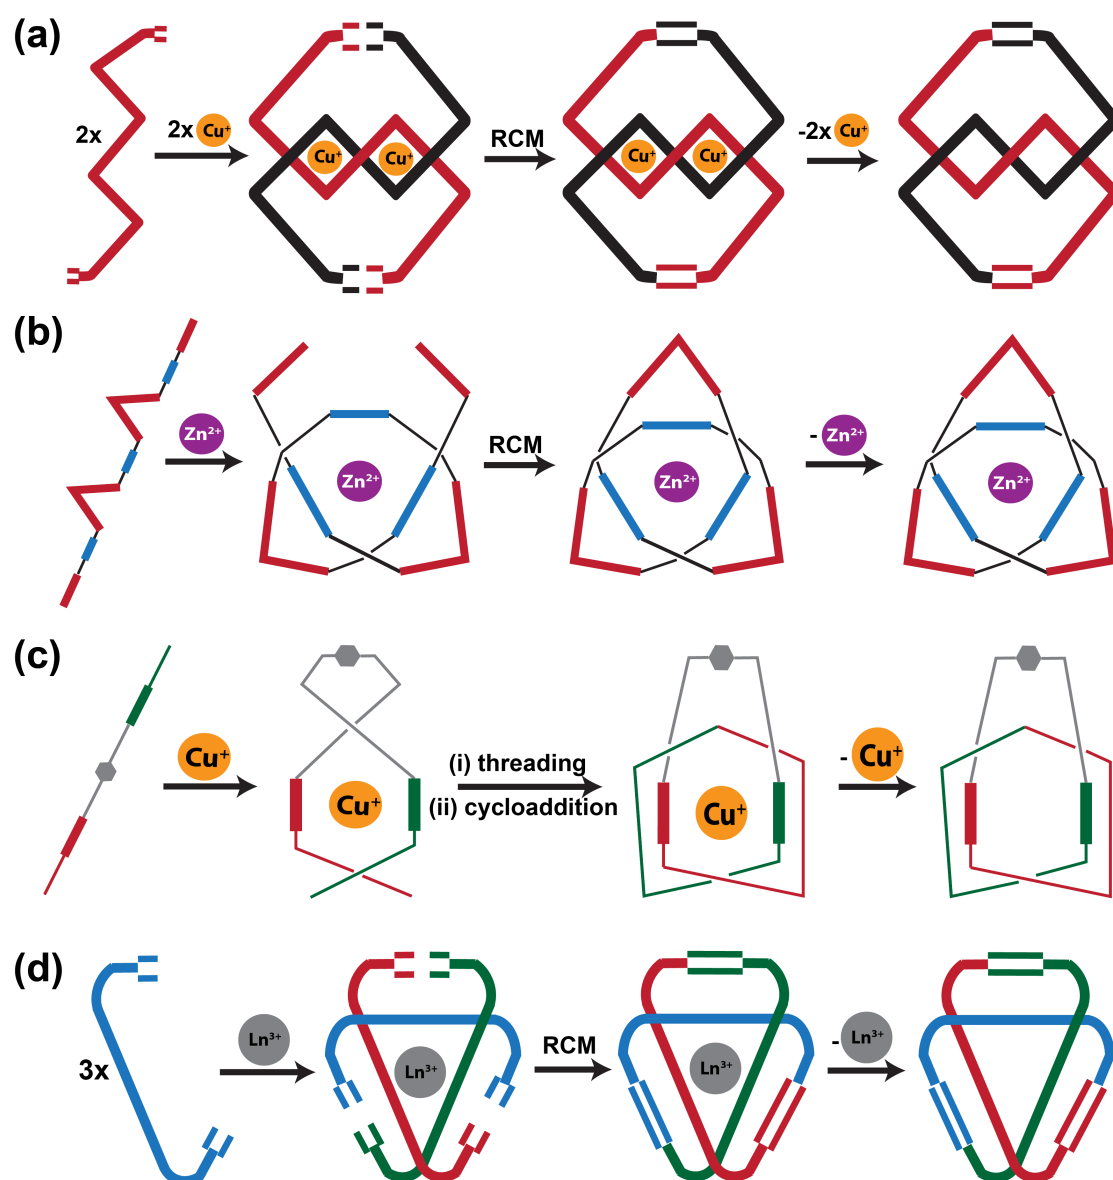 (a)
2x
2x Cu⁺
Cu⁺ Cu⁺
RCM
Cu⁺ Cu⁺
-2x Cu⁺
(b)
Zn²⁺
Zn²⁺
RCM
Zn²⁺
- Zn²⁺
Zn²⁺
(c)
Cu⁺
Cu⁺
(i) threading
(ii) cycloaddition
Cu⁺
- Cu⁺
(d)
3x
Ln³⁺
Ln³⁺
RCM
Ln³⁺
- Ln³⁺